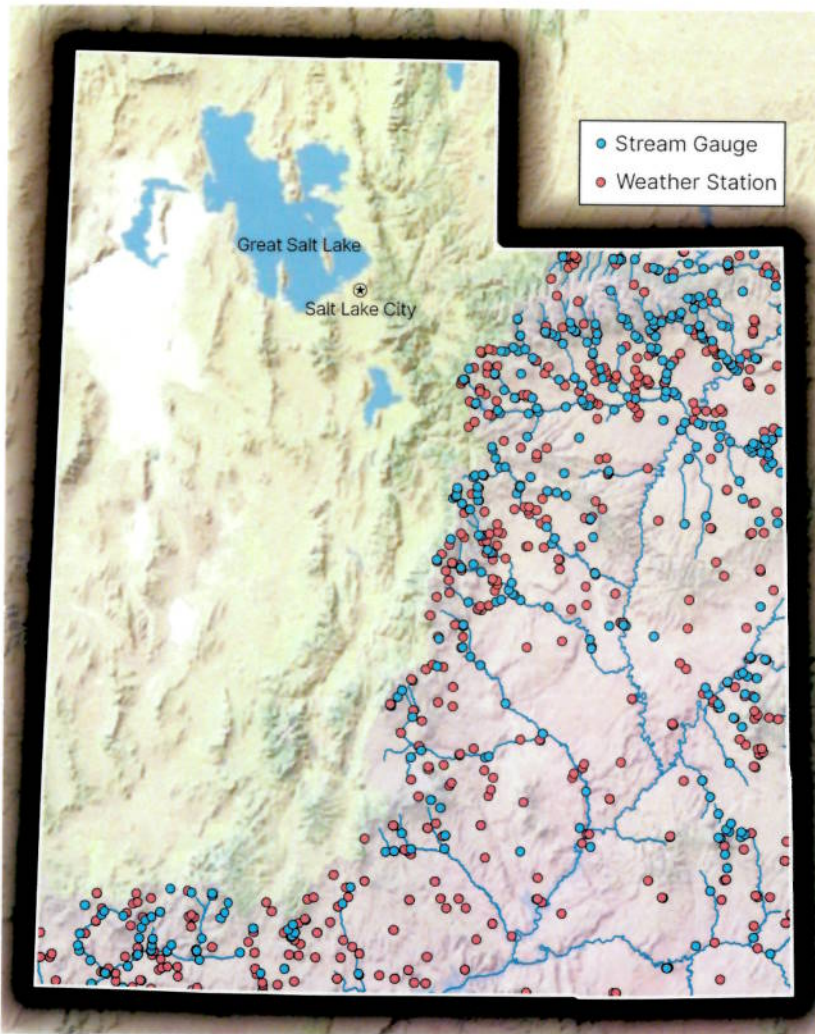 Stream Gauge
Weather Station
Great Salt Lake
Salt Lake City